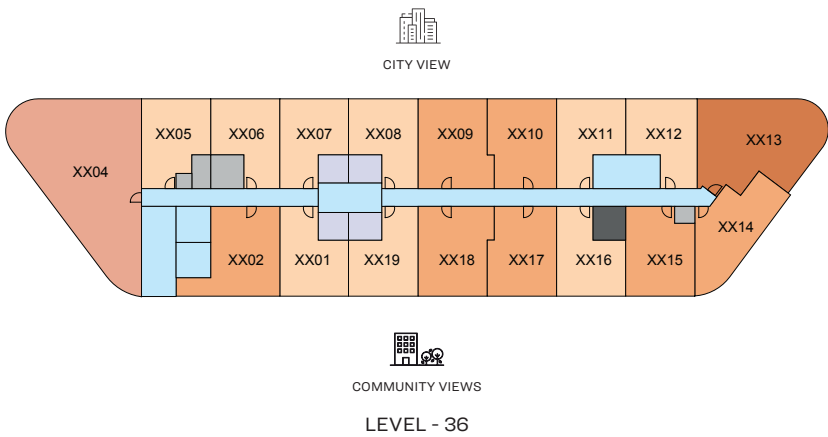 CITY VIEW
XX05
XX06
XX07
XX08
XX09
XX10
XX11
XX12
XX13
XX04
XX14
XX02
XX01
XX19
XX18
XX17
XX16
XX15
COMMUNITY VIEWS
LEVEL - 36